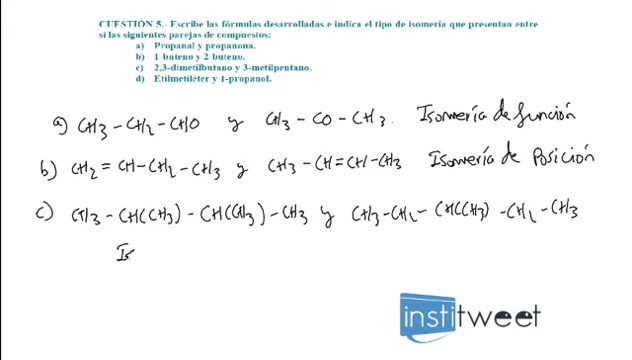 CUESTIÓN 5.- Escribe las fórmulas desarrolladas e indica el tipo de isomería que presentan entre
sí las siguientes parejas de compuestos:
a) Propanal y propanona.
b) 1-buteno y 2-buteno.
c) 2,3-dimetilbutano y 3-metilpentano.
d) Etilmetiléter y 1-propanol.
a) CH3 – CH2 – CHO y CH3 – CO – CH3. Isomería de función
b) CH2 = CH – CH2 – CH3 y CH3 – CH = CH – CH3 Isomería de Posición
c) CH3 – CH(CH3) – CH(CH3) – CH3 y CH3 – CH2 – CH(CH3) – CH2 – CH3
Is
institweet